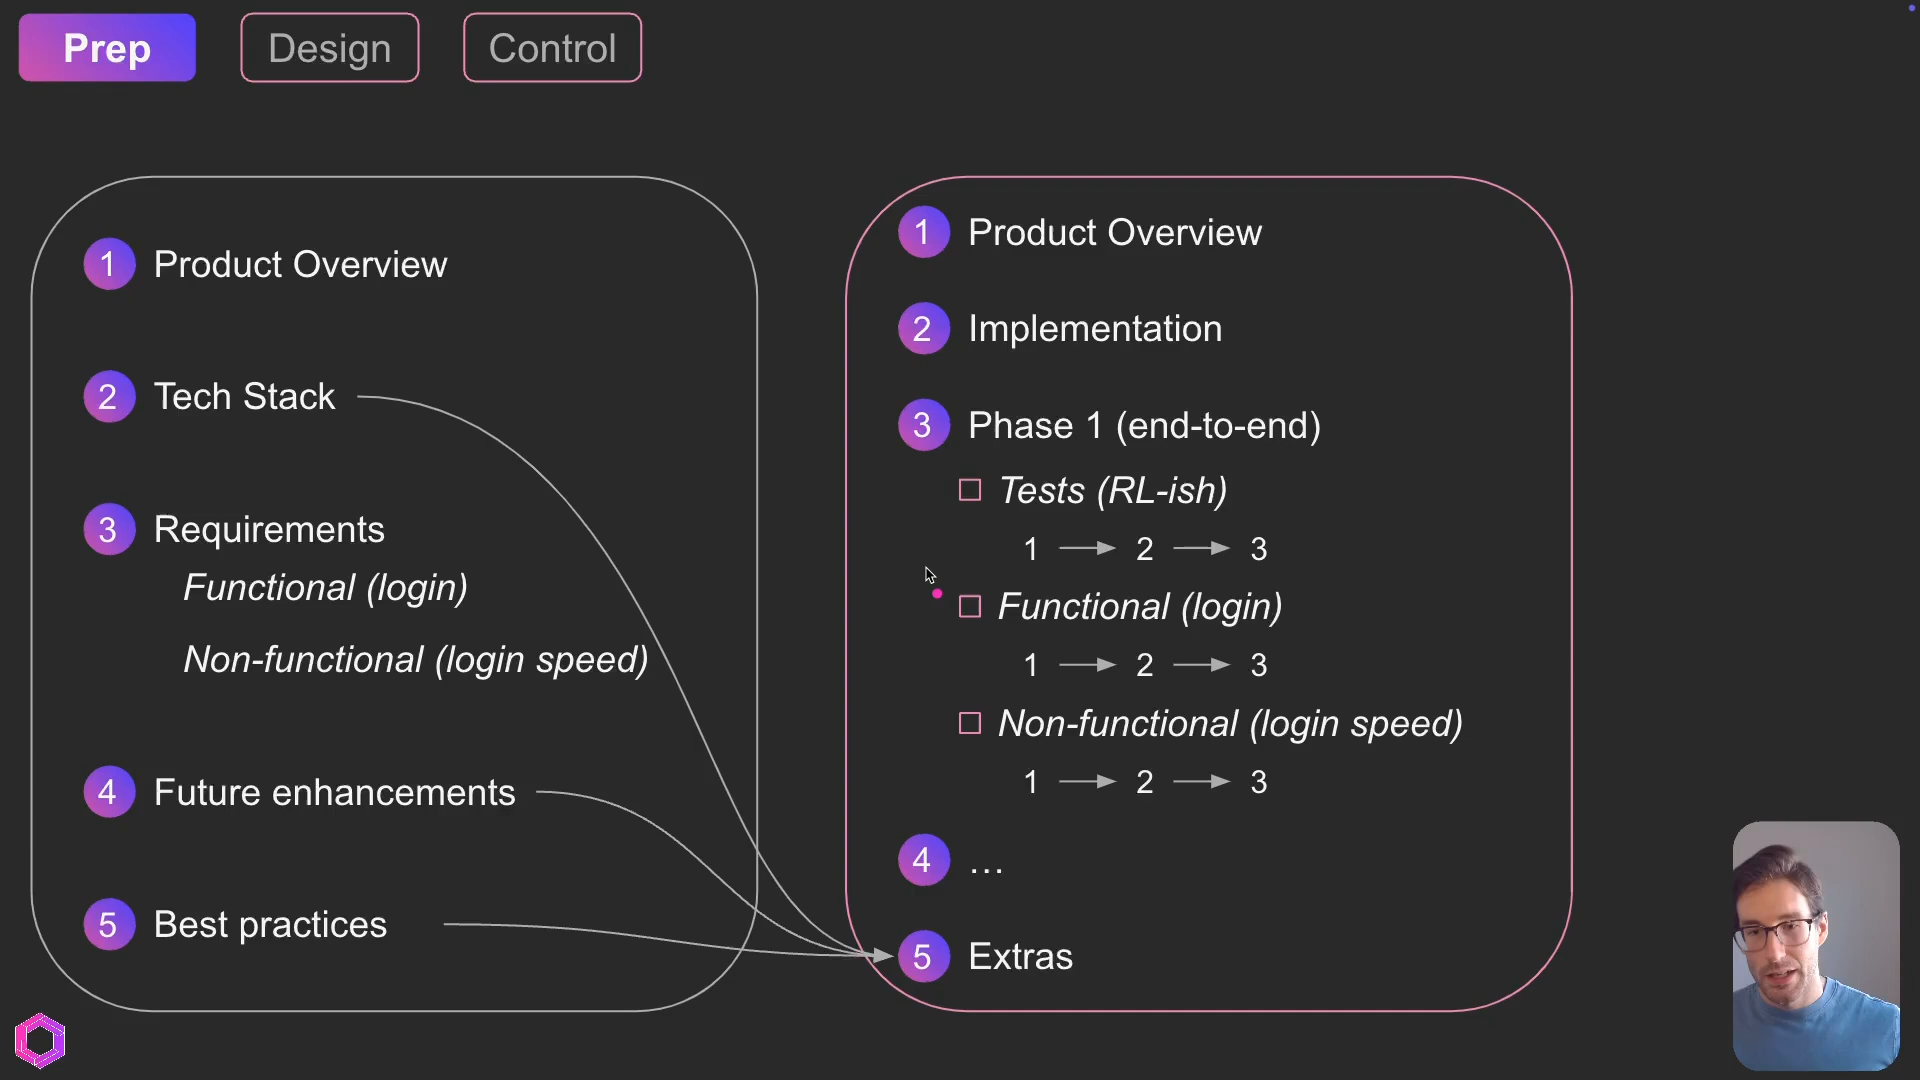 Prep
Design
Control
1 Product Overview
2 Tech Stack
3 Requirements
Functional (login)
Non-functional (login speed)
4 Future enhancements
5 Best practices
1 Product Overview
2 Implementation
3 Phase 1 (end-to-end)
Tests (RL-ish)
1 2 3
Functional (login)
1 2 3
Non-functional (login speed)
1 2 3
4 ...
5 Extras